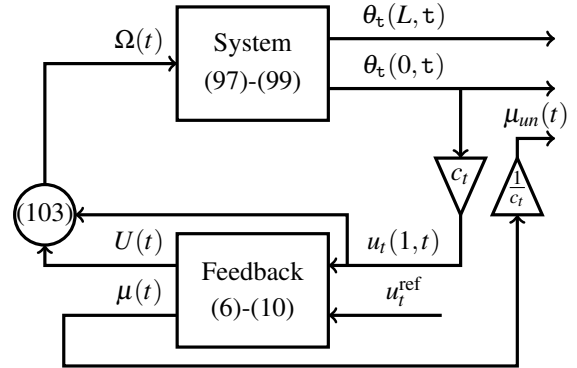 θ_t(L, t)
Ω(t)
System
(97)-(99)
θ_t(0, t)
μ_un(t)
c_t
1/c_t
(103)
U(t)
u_t(1, t)
Feedback
(6)-(10)
μ(t)
u_t^ref